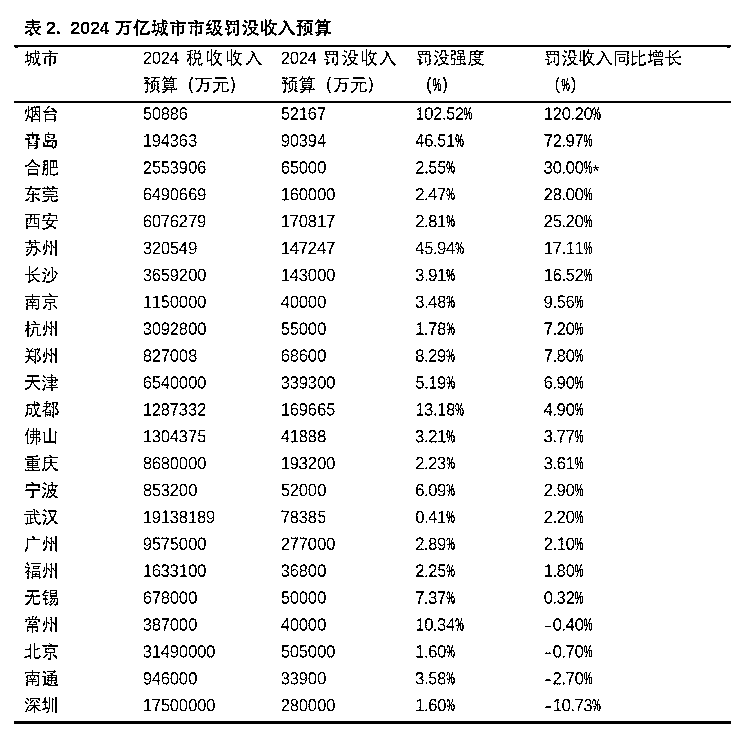 表 2. 2024 万亿城市市级罚没收入预算
城市 2024 税收收入 2024 罚没收入 罚没强度 罚没收入同比增长
预算（万元） 预算（万元） （%） （%）
烟台 50886 52167 102.52% 120.20%
青岛 194363 90394 46.51% 72.97%
合肥 2553906 65000 2.55% 30.00%*
东莞 6490669 160000 2.47% 28.00%
西安 6076279 170817 2.81% 25.20%
苏州 320549 147247 45.94% 17.11%
长沙 3659200 143000 3.91% 16.52%
南京 1150000 40000 3.48% 9.56%
杭州 3092800 55000 1.78% 7.20%
郑州 827008 68600 8.29% 7.80%
天津 6540000 339300 5.19% 6.90%
成都 1287332 169665 13.18% 4.90%
佛山 1304375 41888 3.21% 3.77%
重庆 8680000 193200 2.23% 3.61%
宁波 853200 52000 6.09% 2.90%
武汉 19138189 78385 0.41% 2.20%
广州 9575000 277000 2.89% 2.10%
福州 1633100 36800 2.25% 1.80%
无锡 678000 50000 7.37% 0.32%
常州 387000 40000 10.34% -0.40%
北京 31490000 505000 1.60% -0.70%
南通 946000 33900 3.58% -2.70%
深圳 17500000 280000 1.60% -10.73%